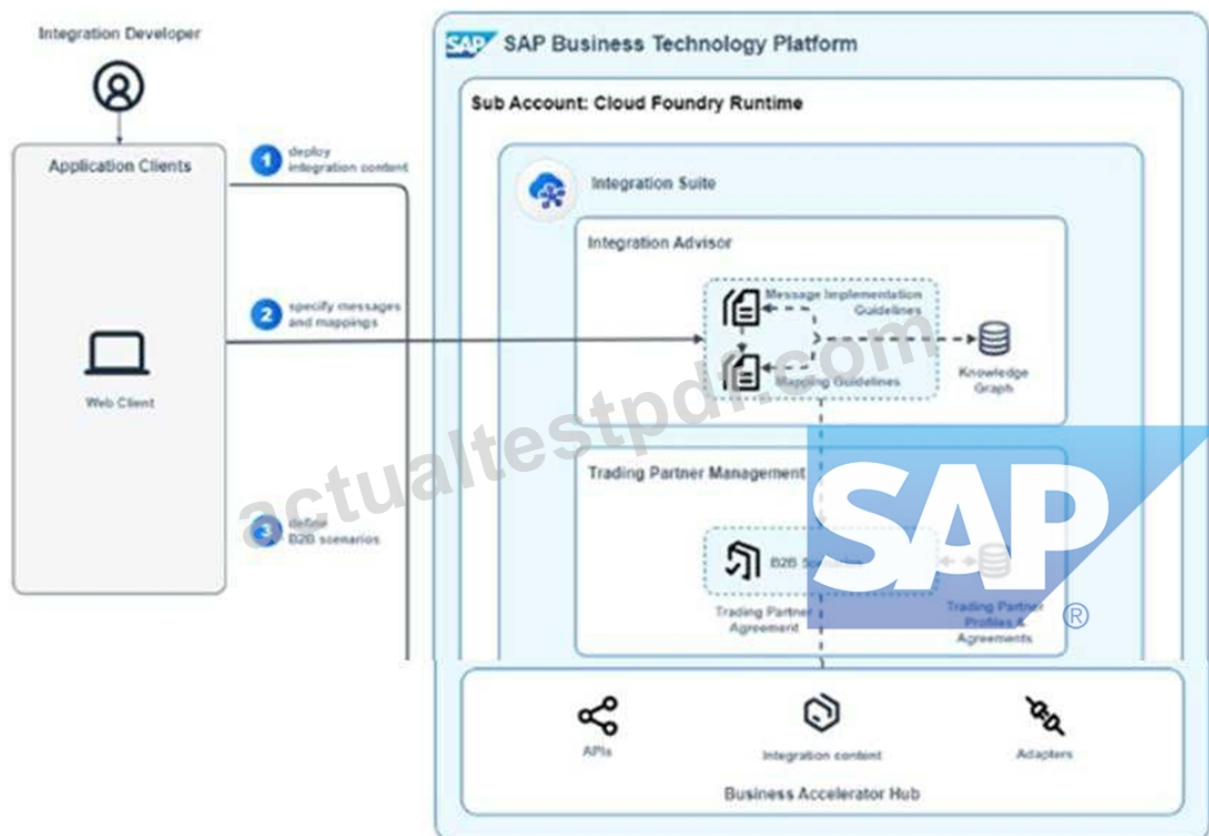 Integration Developer
Application Clients
Web Client
1 deploy
integration content
2 specify messages
and mappings
3 define
B2B scenarios
SAP SAP Business Technology Platform
Sub Account: Cloud Foundry Runtime
Integration Suite
Integration Advisor
Message Implementation
Guidelines
Mapping Guidelines
Knowledge
Graph
Trading Partner Management
B2B
Trading Partner
Agreement
Trading Partner
Profiles &
Agreements
SAP
®
APIs
Integration content
Adapters
Business Accelerator Hub
actualtestpdf.com